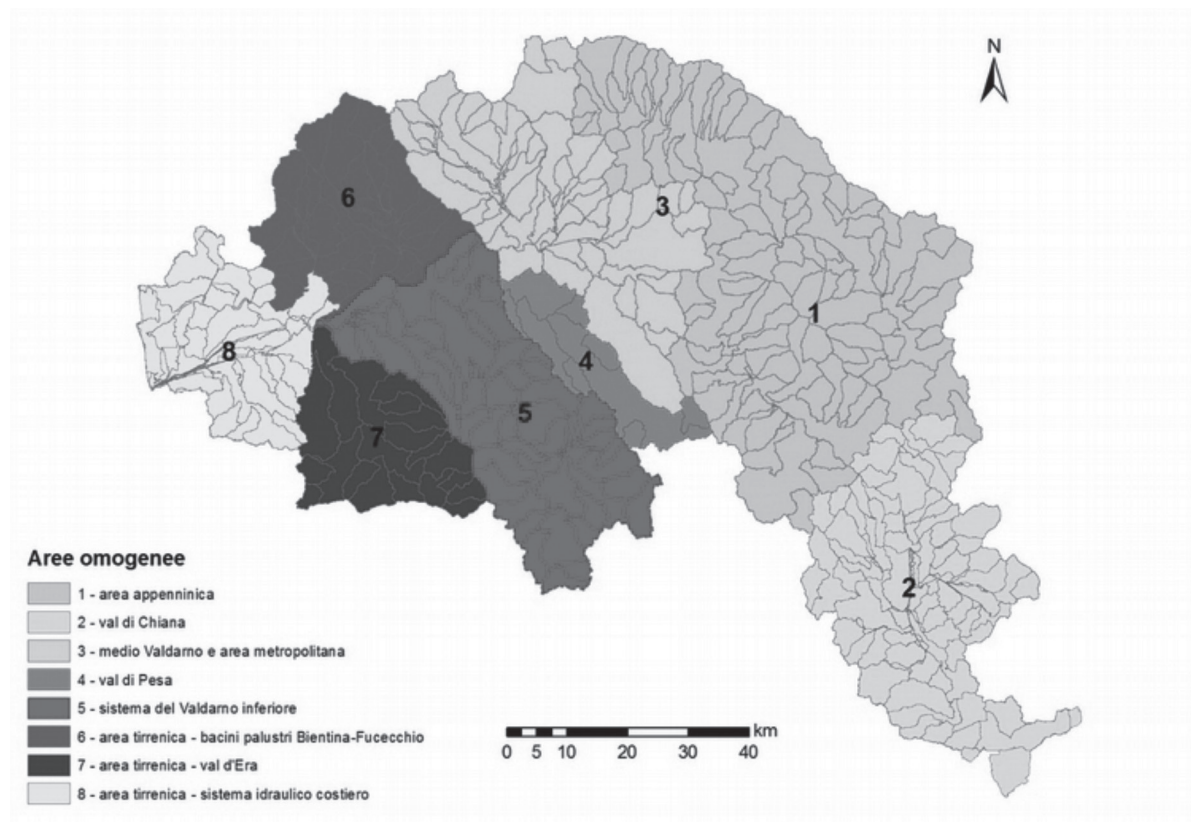 N
6
3
1
8
4
5
7
2
Aree omogenee
1 - area appenninica
2 - val di Chiana
3 - medio Valdarno e area metropolitana
4 - val di Pesa
5 - sistema del Valdarno inferiore
6 - area tirrenica - bacini palustri Bientina-Fucecchio
7 - area tirrenica - val d'Era
8 - area tirrenica - sistema idraulico costiero
km
0 5 10 20 30 40